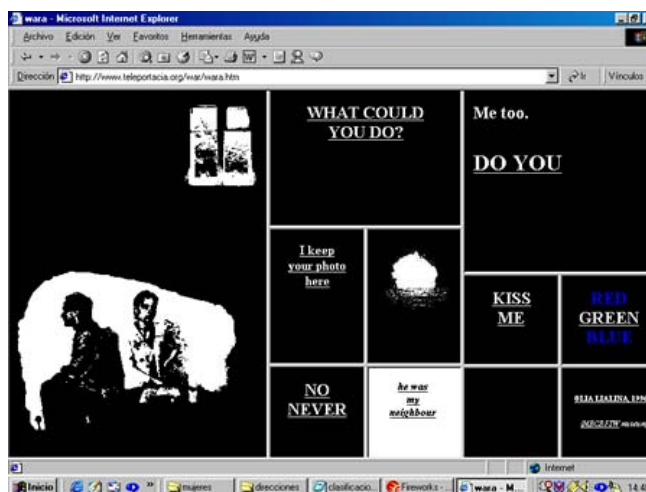 wara - Microsoft Internet Explorer
Archivo Edición Ver Favoritos Herramientas Ayuda
Dirección http://www.teleportacia.org/war/wara.htm Ir Vínculos
WHAT COULD
YOU DO?
Me too.
DO YOU
I keep
your photo
here
KISS
ME
RED
GREEN
BLUE
NO
NEVER
he was
my
neighbour
OLIA LIALINA, 1996
Internet
Inicio mujeres direcciones clasificacio... Fireworks - ... wara - M...